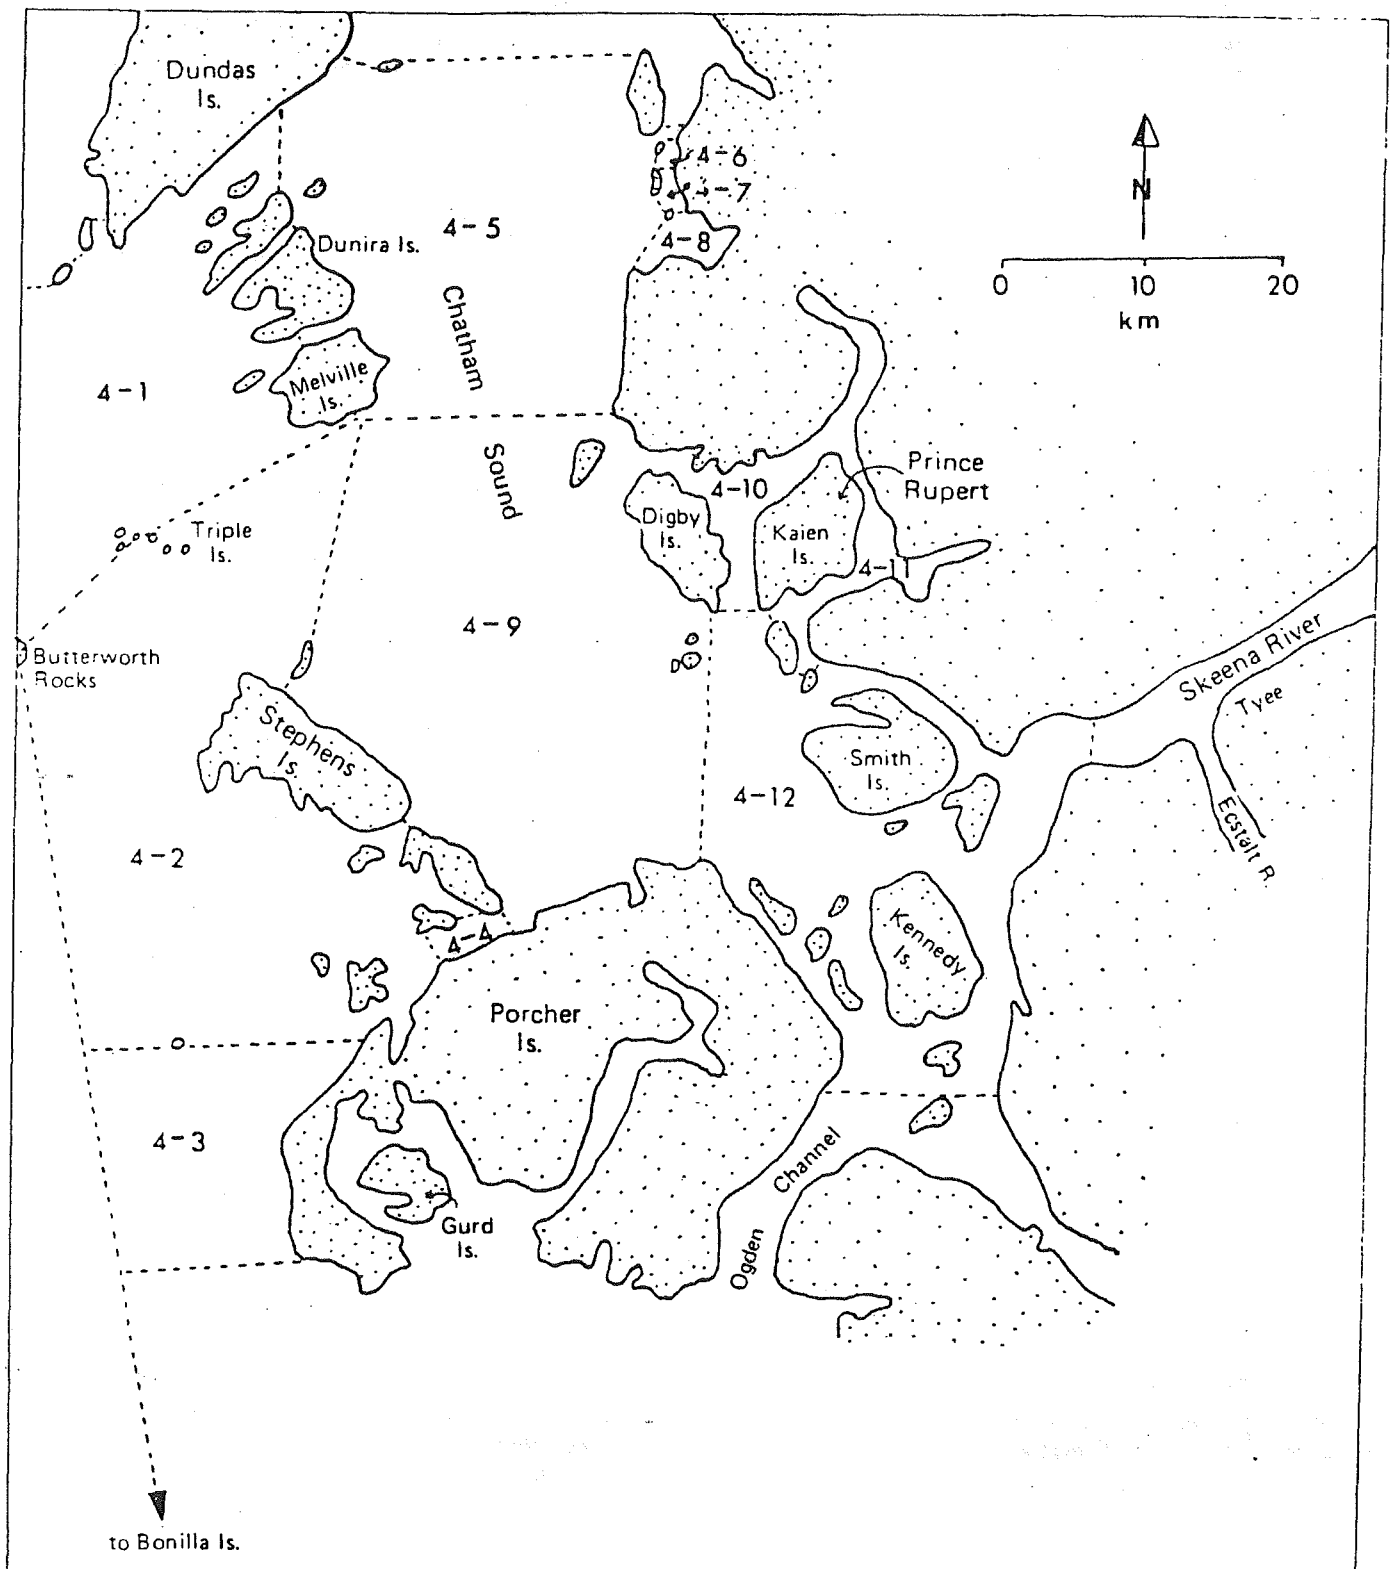 Dundas
Is.
4-6
4-7
4-8
N
0
10
20
km
Dunira Is.
4-5
Chatham
Sound
4-1
Melville
Is.
Prince
Rupert
4-10
Digby
Is.
Kaien
Is.
4-11
Triple
Is.
4-9
Butterworth
Rocks
Skeena River
Tyee
Stephens
Is.
Smith
Is.
4-12
Ecstalt R.
4-2
4-4
Kennedy
Is.
Porcher
Is.
4-3
Channel
Ogden
Gurd
Is.
to Bonilla Is.